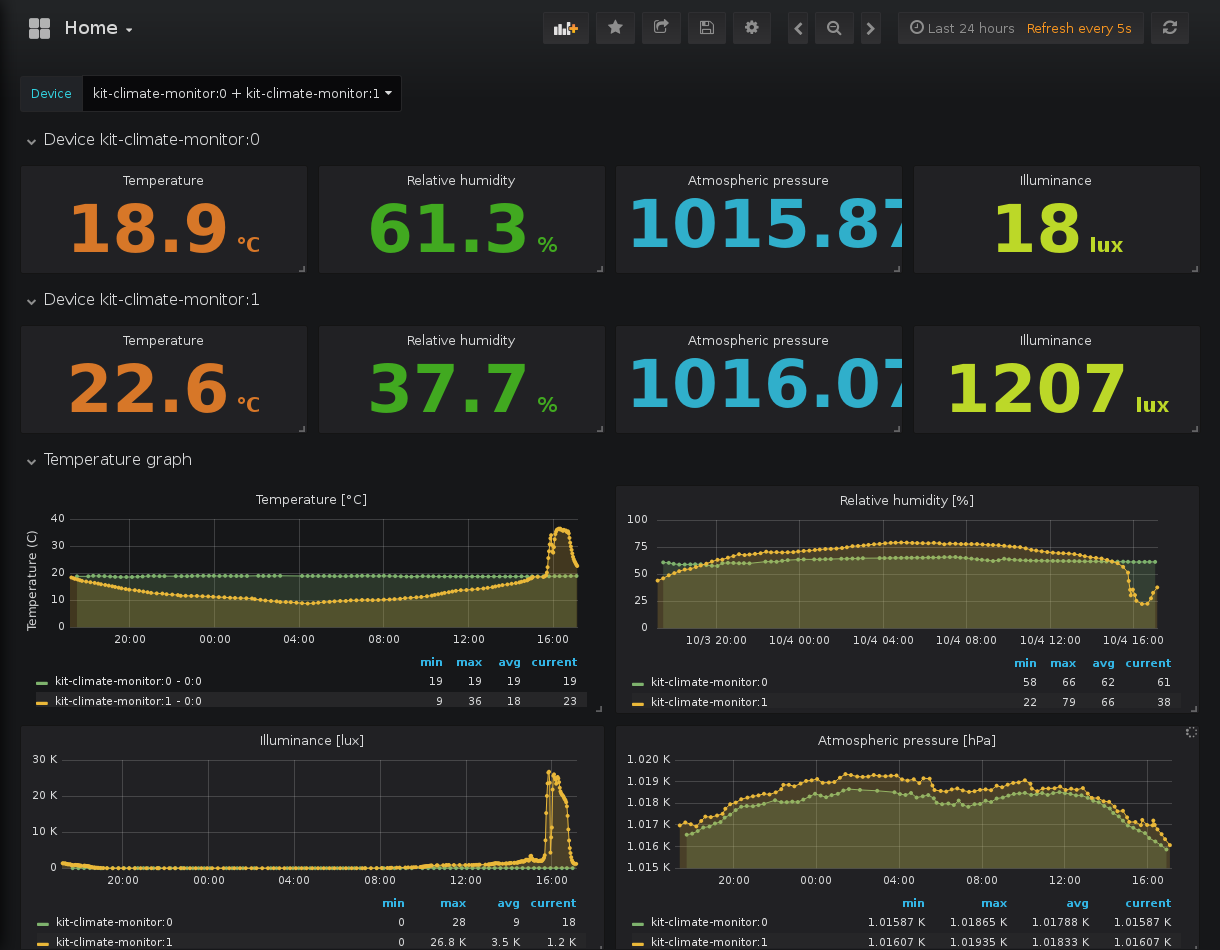 Home
Last 24 hours Refresh every 5s
Device kit-climate-monitor:0 + kit-climate-monitor:1
Device kit-climate-monitor:0
Temperature Relative humidity Atmospheric pressure Illuminance
18.9 °C 61.3 % 1015.87 18 lux
Device kit-climate-monitor:1
Temperature Relative humidity Atmospheric pressure Illuminance
22.6 °C 37.7 % 1016.07 1207 lux
Temperature graph
Temperature [°C]
Temperature (C)
40
30
20
10
0
20:00 00:00 04:00 08:00 12:00 16:00
min max avg current
kit-climate-monitor:0 - 0:0 19 19 19 19
kit-climate-monitor:1 - 0:0 9 36 18 23
Relative humidity [%]
100
75
50
25
0
10/3 20:00 10/4 00:00 10/4 04:00 10/4 08:00 10/4 12:00 10/4 16:00
min max avg current
kit-climate-monitor:0 58 66 62 61
kit-climate-monitor:1 22 79 66 38
Illuminance [lux]
30 K
20 K
10 K
0
20:00 00:00 04:00 08:00 12:00 16:00
min max avg current
kit-climate-monitor:0 0 28 9 18
kit-climate-monitor:1 0 26.8 K 3.5 K 1.2 K
Atmospheric pressure [hPa]
1.020 K
1.019 K
1.018 K
1.017 K
1.016 K
1.015 K
20:00 00:00 04:00 08:00 12:00 16:00
min max avg current
kit-climate-monitor:0 1.01587 K 1.01865 K 1.01788 K 1.01587 K
kit-climate-monitor:1 1.01607 K 1.01935 K 1.01833 K 1.01607 K